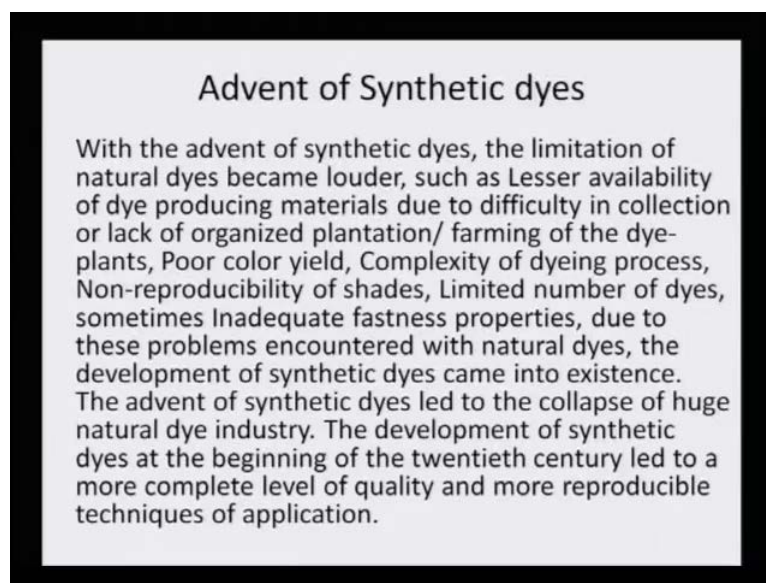 Advent of Synthetic dyes
With the advent of synthetic dyes, the limitation of
natural dyes became louder, such as Lesser availability
of dye producing materials due to difficulty in collection
or lack of organized plantation/ farming of the dye-
plants, Poor color yield, Complexity of dyeing process,
Non-reproducibility of shades, Limited number of dyes,
sometimes Inadequate fastness properties, due to
these problems encountered with natural dyes, the
development of synthetic dyes came into existence.
The advent of synthetic dyes led to the collapse of huge
natural dye industry. The development of synthetic
dyes at the beginning of the twentieth century led to a
more complete level of quality and more reproducible
techniques of application.